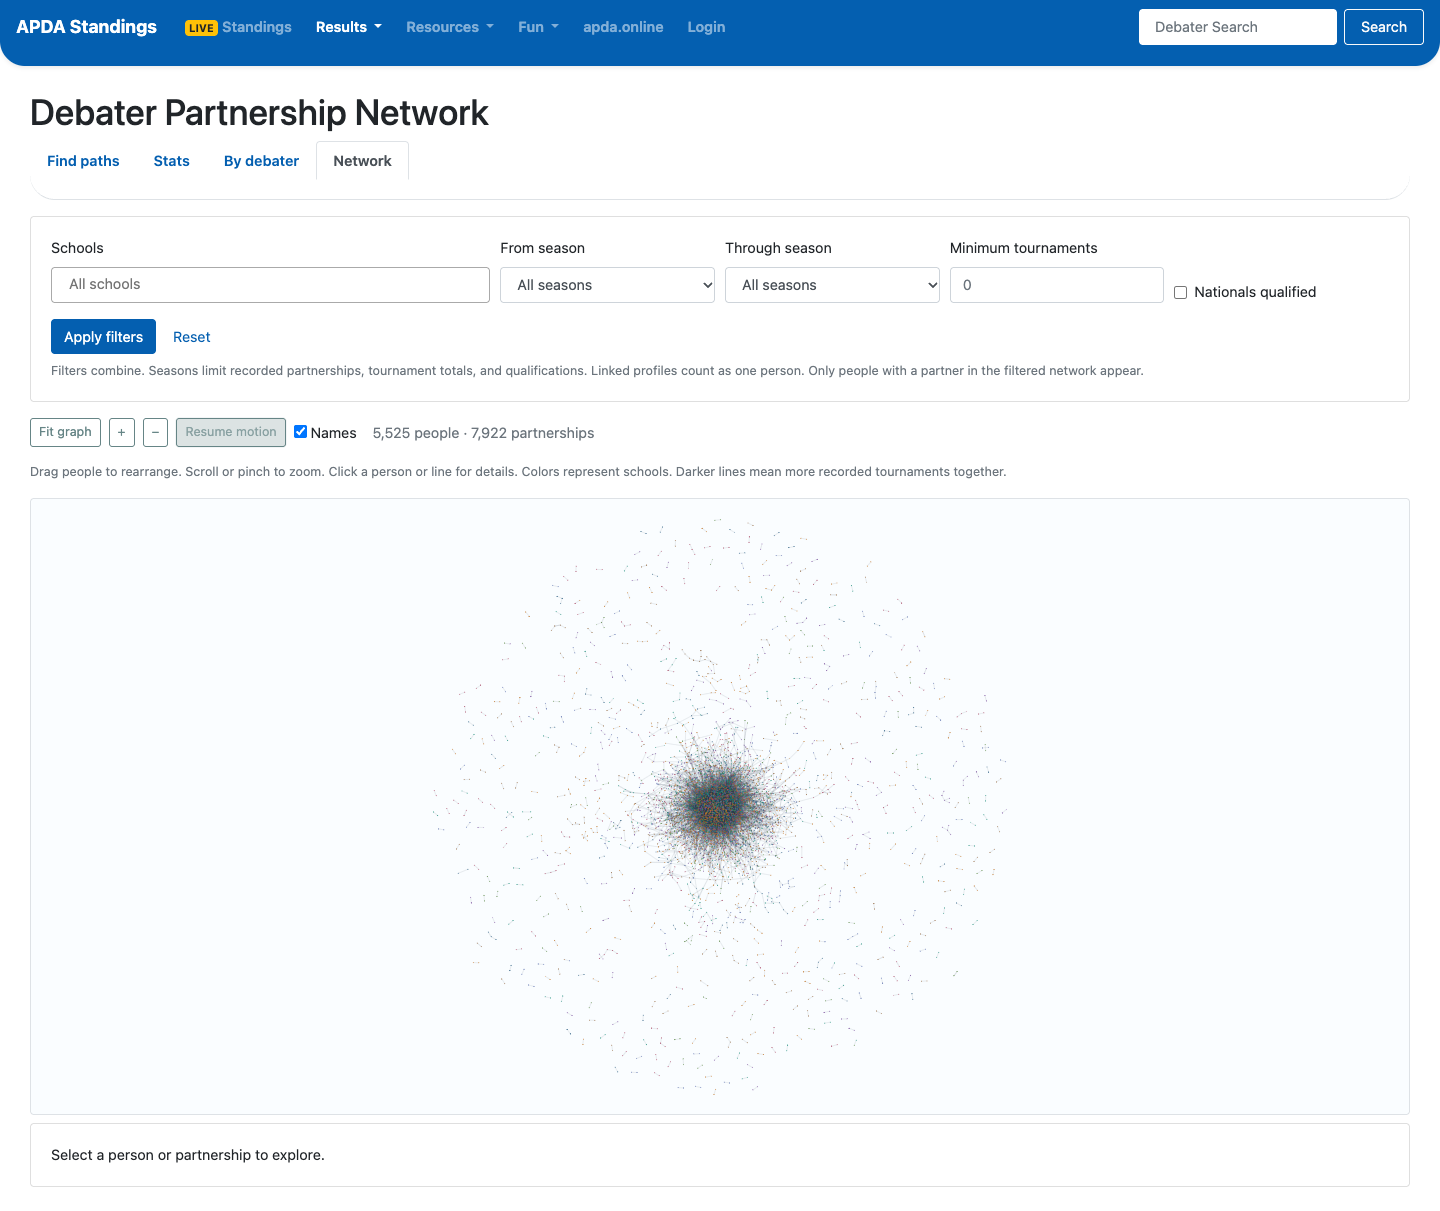 APDA Standings
LIVE Standings
Results
Resources
Fun
apda.online
Login
Debater Search
Search
Debater Partnership Network
Find paths
Stats
By debater
Network
Schools
From season
Through season
Minimum tournaments
All schools
All seasons
All seasons
0
Nationals qualified
Apply filters
Reset
Filters combine. Seasons limit recorded partnerships, tournament totals, and qualifications. Linked profiles count as one person. Only people with a partner in the filtered network appear.
Fit graph
+
−
Resume motion
Names
5,525 people · 7,922 partnerships
Drag people to rearrange. Scroll or pinch to zoom. Click a person or line for details. Colors represent schools. Darker lines mean more recorded tournaments together.
Select a person or partnership to explore.